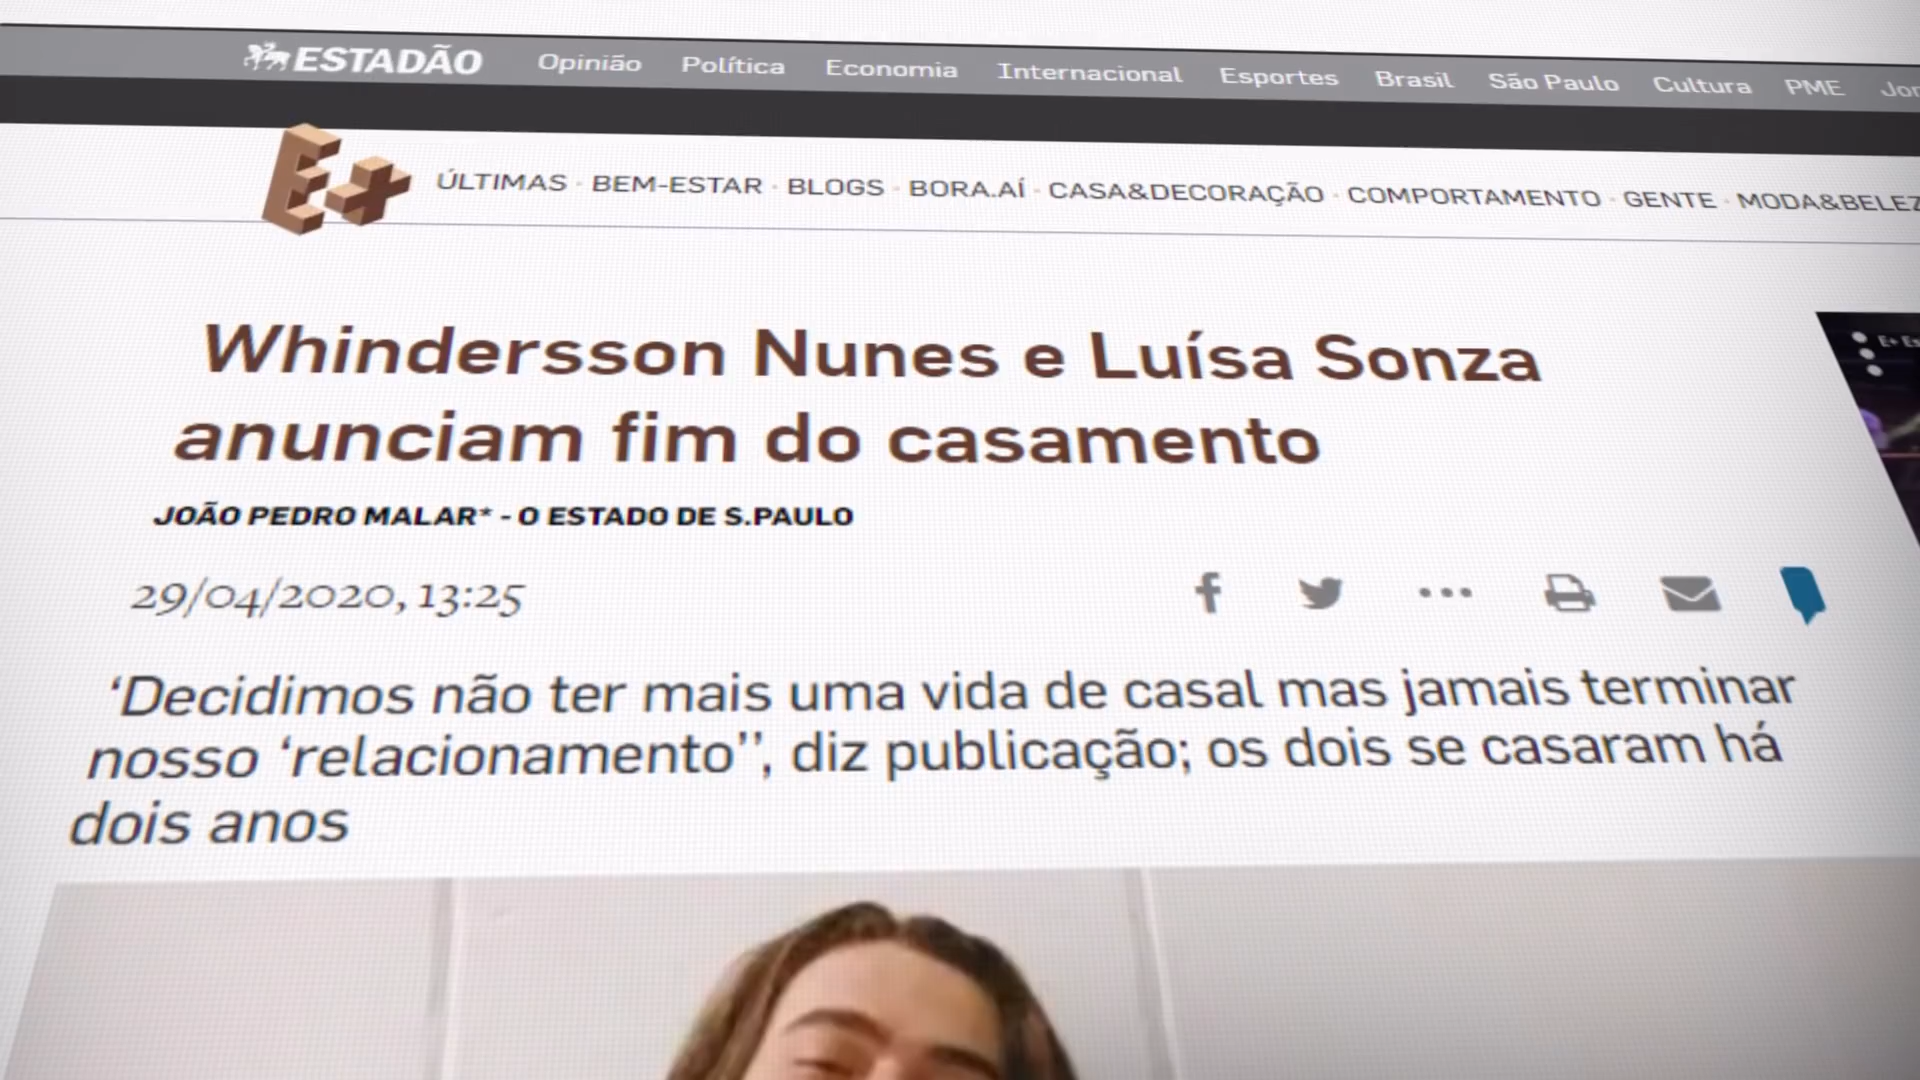 ESTADÃO Opinião Política Economia Internacional Esportes Brasil São Paulo Cultura PME
E+ ÚLTIMAS · BEM-ESTAR · BLOGS · BORA.AÍ · CASA&DECORAÇÃO · COMPORTAMENTO · GENTE · MODA&BELEZ
Whindersson Nunes e Luísa Sonza
anunciam fim do casamento
JOÃO PEDRO MALAR* - O ESTADO DE S.PAULO
29/04/2020, 13:25
‘Decidimos não ter mais uma vida de casal mas jamais terminar
nosso ‘relacionamento’’, diz publicação; os dois se casaram há
dois anos